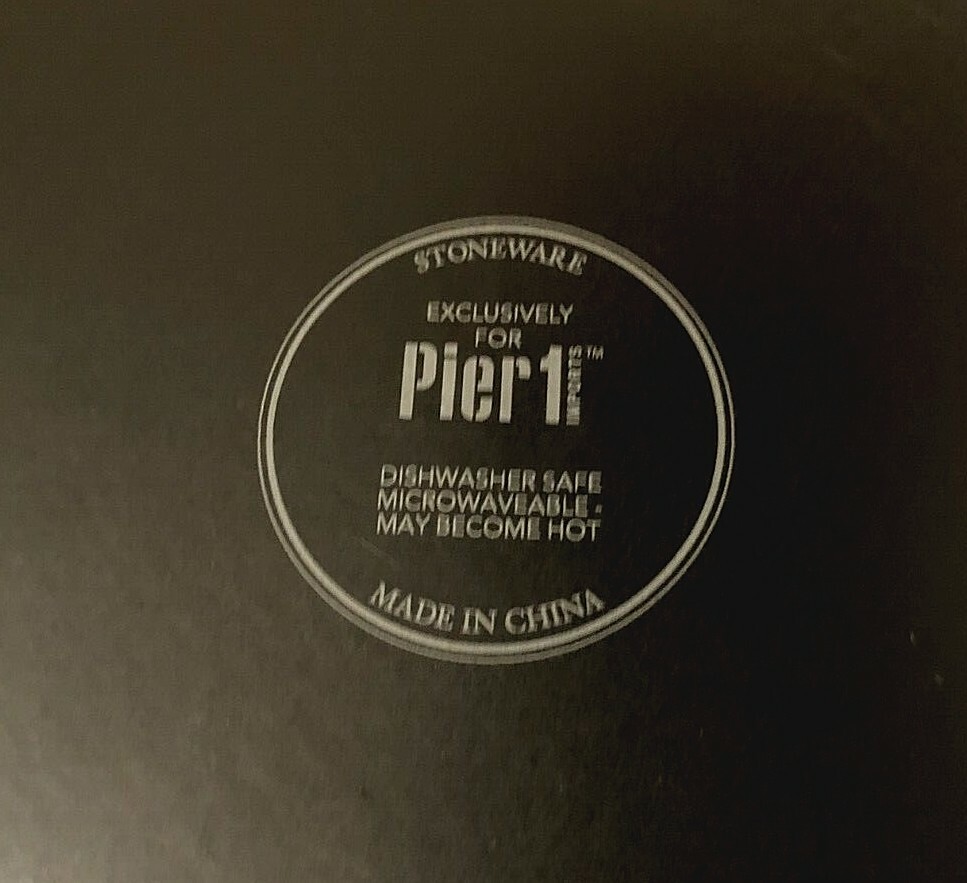 STONEWARE
EXCLUSIVELY
FOR
Pier 1 IMPORTS™
DISHWASHER SAFE
MICROWAVEABLE -
MAY BECOME HOT
MADE IN CHINA